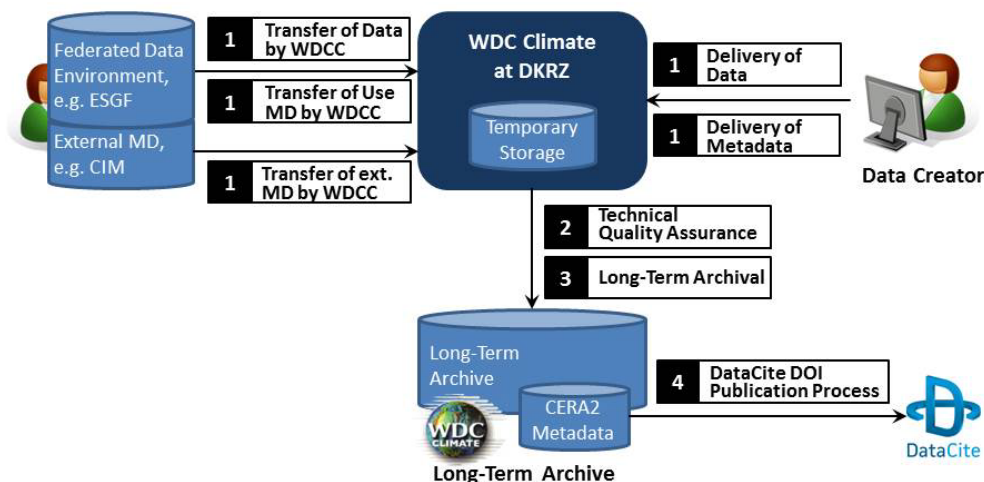 Federated Data
Environment,
e.g. ESGF
External MD,
e.g. CIM
1 Transfer of Data
by WDCC
1 Transfer of Use
MD by WDCC
1 Transfer of ext.
MD by WDCC
WDC Climate
at DKRZ
Temporary
Storage
1 Delivery of
Data
1 Delivery of
Metadata
Data Creator
2 Technical
Quality Assurance
3 Long-Term Archival
Long-Term
Archive
CERA2
Metadata
WDC
CLIMATE
Long-Term Archive
4 DataCite DOI
Publication Process
DataCite